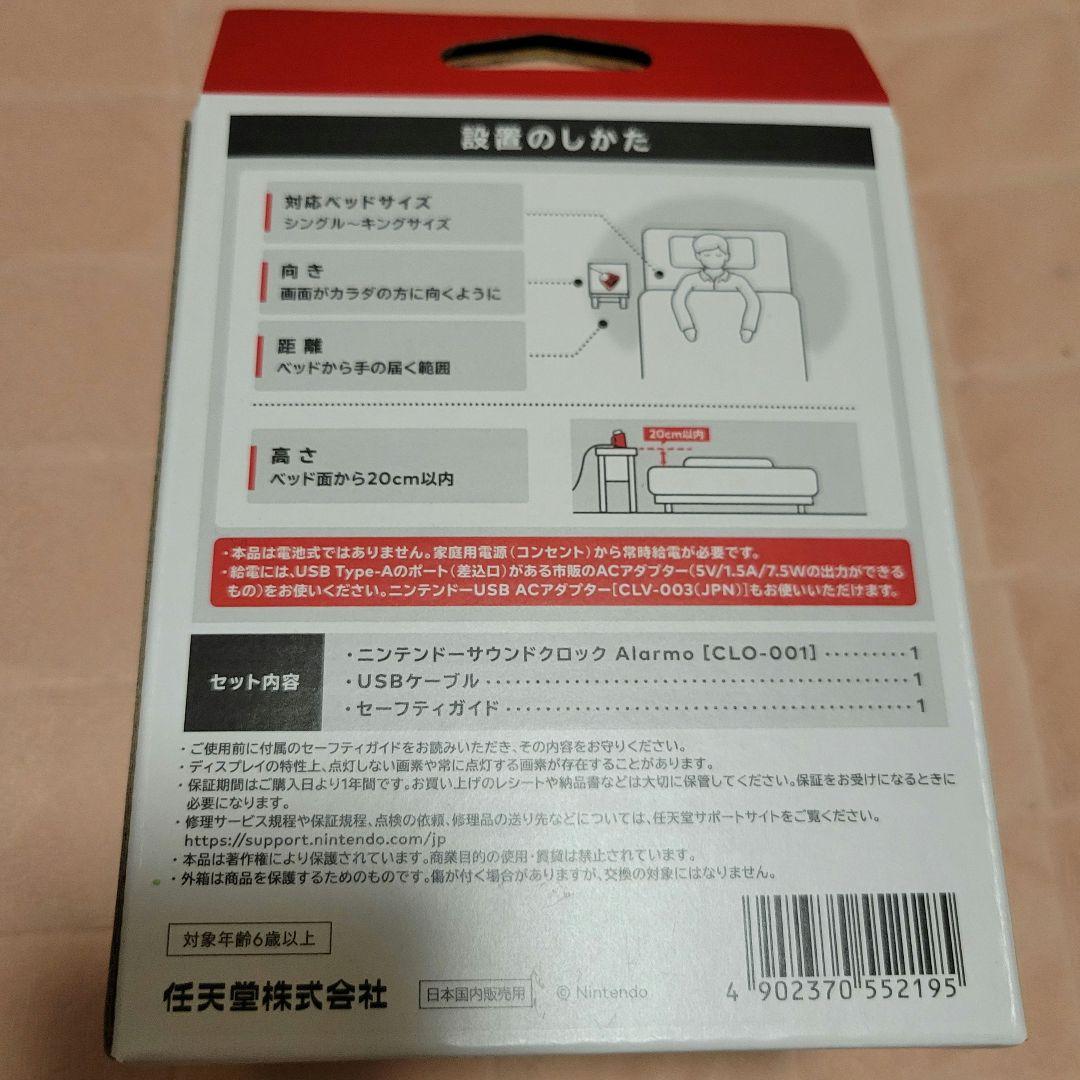 設置のしかた
対応ベッドサイズ
シングル～キングサイズ
向き
画面がカラダの方に向くように
距離
ベッドから手の届く範囲
高さ
ベッド面から20cm以内
20cm以内
・本品は電池式ではありません。家庭用電源(コンセント)から常時給電が必要です。
・給電には、USB Type-Aのポート(差込口)がある市販のACアダプター(5V/1.5A/7.5Wの出力ができる
もの)をお使いください。ニンテンドーUSB ACアダプター[CLV-003(JPN)]もお使いいただけます。
セット内容
・ニンテンドーサウンドクロック Alarmo [CLO-001] ・・・・・・・・・1
・USBケーブル・・・・・・・・・・・・・・・・・・・・・・・・・・・・・・・・・・・・・・・・・・1
・セーフティガイド・・・・・・・・・・・・・・・・・・・・・・・・・・・・・・・・・・・・・・・・1
・ご使用前に付属のセーフティガイドをお読みいただき、その内容をお守りください。
・ディスプレイの特性上、点灯しない画素や常に点灯する画素が存在することがあります。
・保証期間はご購入日より1年間です。お買い上げのレシートや納品書などは大切に保管してください。保証をお受けになるときに
必要になります。
・修理サービス規程や保証規程、点検の依頼、修理品の送り先などについては、任天堂サポートサイトをご覧ください。
https://support.nintendo.com/jp
・本品は著作権により保護されています。商業目的の使用・賃貸は禁止されています。
・外箱は商品を保護するためのものです。傷が付く場合がありますが、交換の対象にはなりません。
対象年齢6歳以上
任天堂株式会社
日本国内販売用
© Nintendo
4 902370 552195